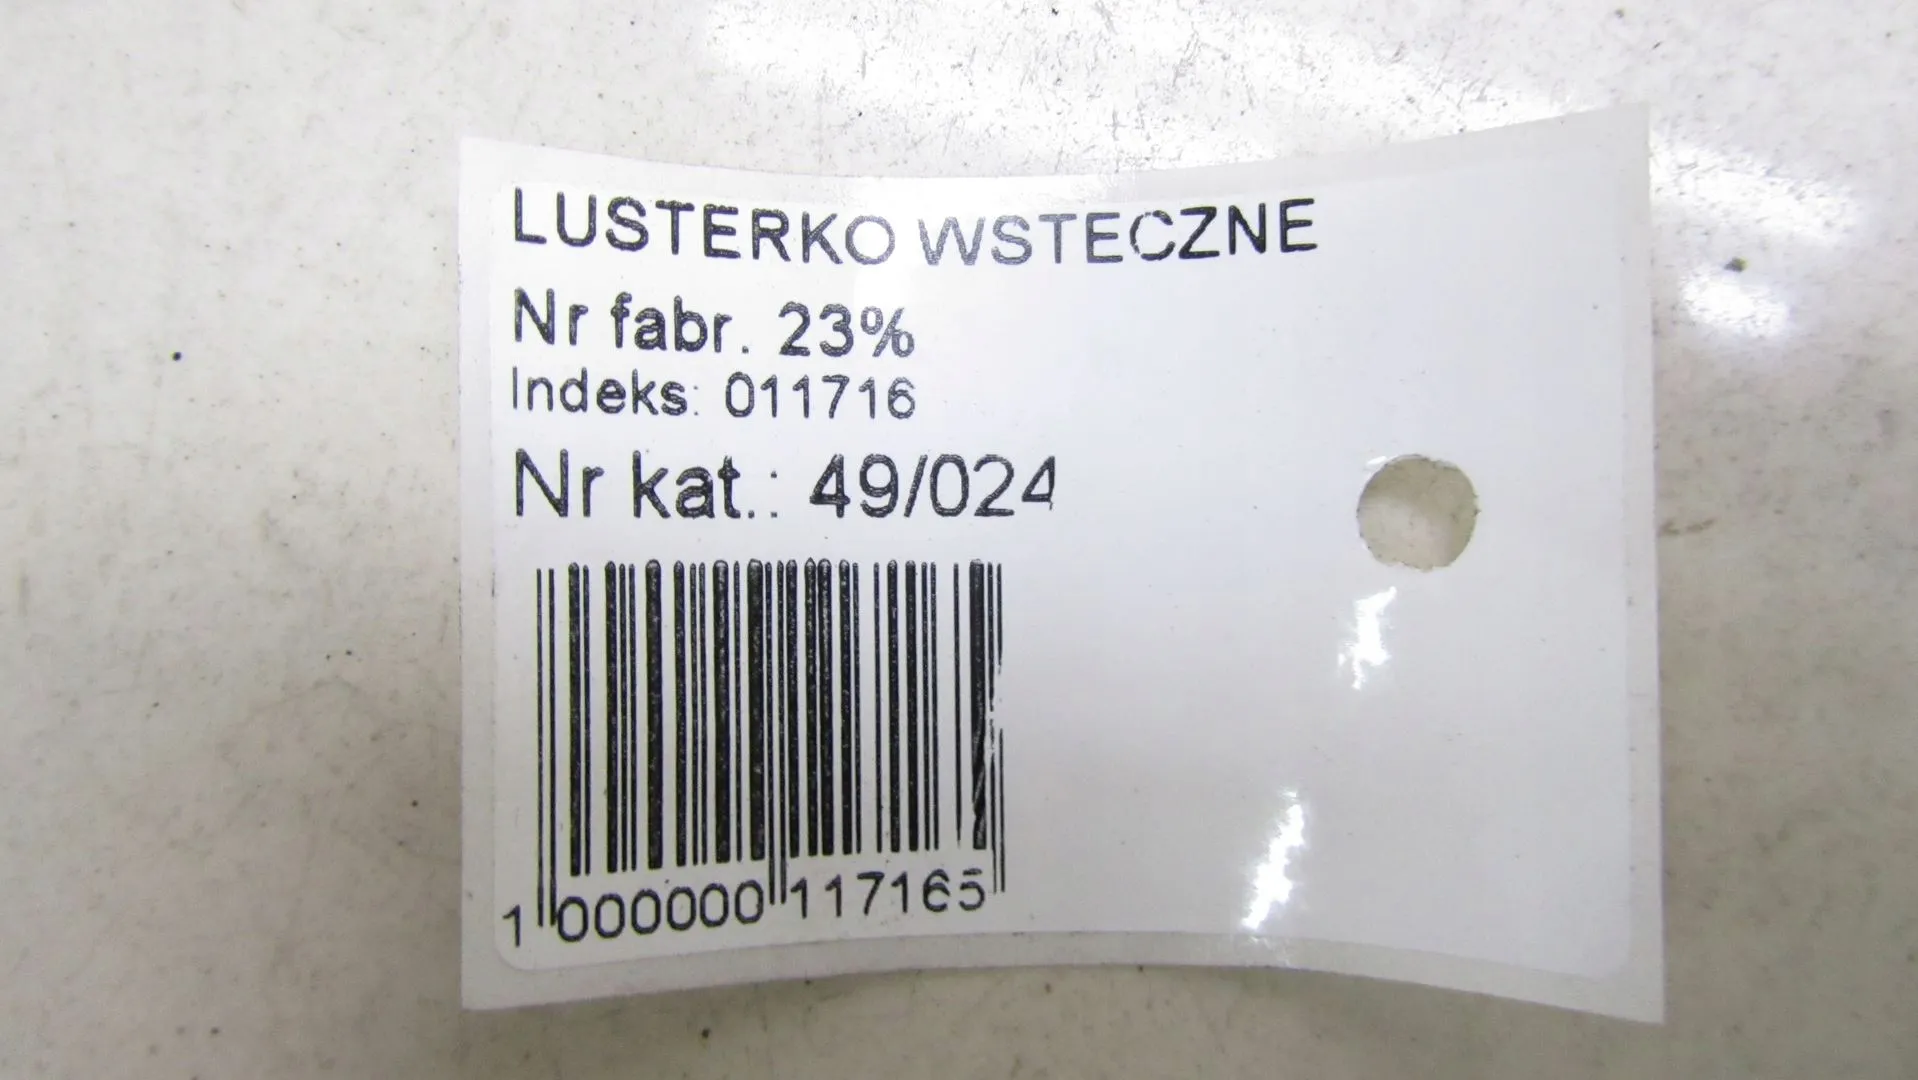 LUSTERKO WSTECZNE
Nr fabr. 23%
Indeks: 011716
Nr kat.: 49/024
1 000000 117165